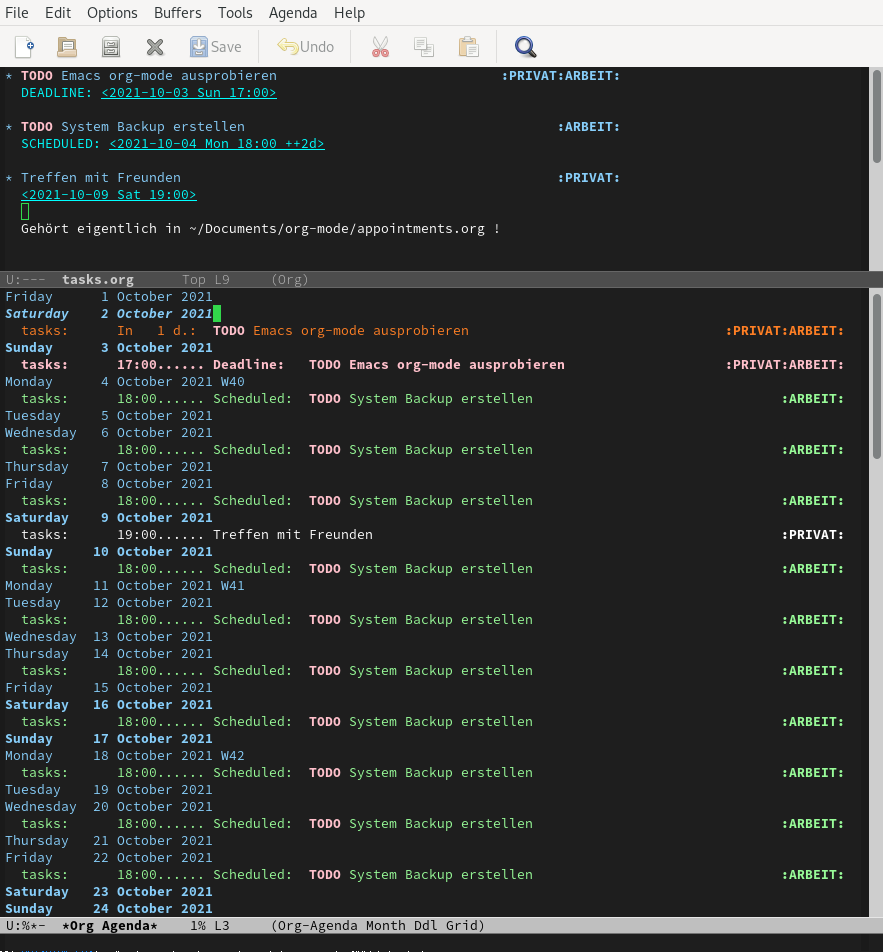 File Edit Options Buffers Tools Agenda Help
Save Undo
* TODO Emacs org-mode ausprobieren :PRIVAT:ARBEIT:
DEADLINE: <2021-10-03 Sun 17:00>
* TODO System Backup erstellen :ARBEIT:
SCHEDULED: <2021-10-04 Mon 18:00 ++2d>
* Treffen mit Freunden :PRIVAT:
<2021-10-09 Sat 19:00>
Gehört eigentlich in ~/Documents/org-mode/appointments.org !
U:--- tasks.org Top L9 (Org)
Friday 1 October 2021
Saturday 2 October 2021
tasks: In 1 d.: TODO Emacs org-mode ausprobieren :PRIVAT:ARBEIT:
Sunday 3 October 2021
tasks: 17:00...... Deadline: TODO Emacs org-mode ausprobieren :PRIVAT:ARBEIT:
Monday 4 October 2021 W40
tasks: 18:00...... Scheduled: TODO System Backup erstellen :ARBEIT:
Tuesday 5 October 2021
Wednesday 6 October 2021
tasks: 18:00...... Scheduled: TODO System Backup erstellen :ARBEIT:
Thursday 7 October 2021
Friday 8 October 2021
tasks: 18:00...... Scheduled: TODO System Backup erstellen :ARBEIT:
Saturday 9 October 2021
tasks: 19:00...... Treffen mit Freunden :PRIVAT:
Sunday 10 October 2021
tasks: 18:00...... Scheduled: TODO System Backup erstellen :ARBEIT:
Monday 11 October 2021 W41
Tuesday 12 October 2021
tasks: 18:00...... Scheduled: TODO System Backup erstellen :ARBEIT:
Wednesday 13 October 2021
Thursday 14 October 2021
tasks: 18:00...... Scheduled: TODO System Backup erstellen :ARBEIT:
Friday 15 October 2021
Saturday 16 October 2021
tasks: 18:00...... Scheduled: TODO System Backup erstellen :ARBEIT:
Sunday 17 October 2021
Monday 18 October 2021 W42
tasks: 18:00...... Scheduled: TODO System Backup erstellen :ARBEIT:
Tuesday 19 October 2021
Wednesday 20 October 2021
tasks: 18:00...... Scheduled: TODO System Backup erstellen :ARBEIT:
Thursday 21 October 2021
Friday 22 October 2021
tasks: 18:00...... Scheduled: TODO System Backup erstellen :ARBEIT:
Saturday 23 October 2021
Sunday 24 October 2021
U:%*- *Org Agenda* 1% L3 (Org-Agenda Month Ddl Grid)